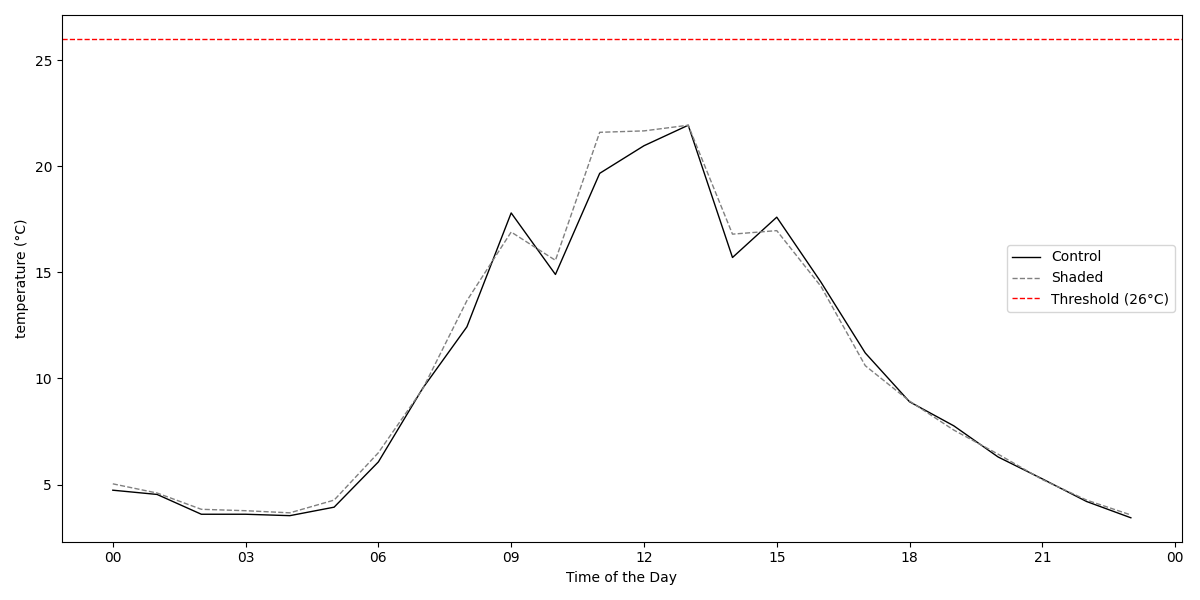 25
20
15
10
5
temperature (°C)
Control
Shaded
Threshold (26°C)
00 03 06 09 12 15 18 21 00
Time of the Day